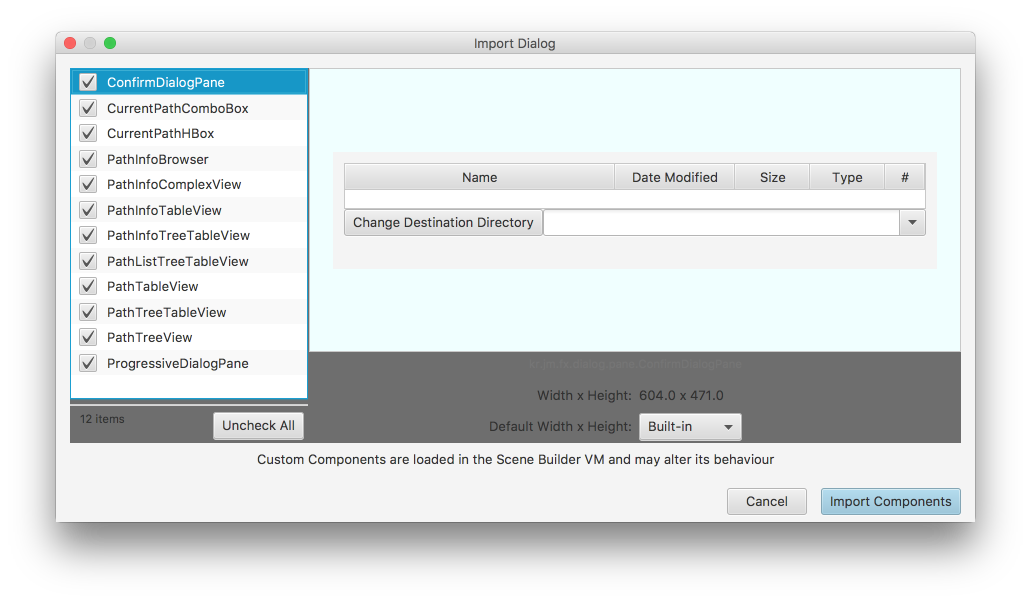 Import Dialog
ConfirmDialogPane
CurrentPathComboBox
CurrentPathHBox
PathInfoBrowser
PathInfoComplexView
PathInfoTableView
PathInfoTreeTableView
PathListTreeTableView
PathTableView
PathTreeTableView
PathTreeView
ProgressiveDialogPane
12 items
Uncheck All
Name Date Modified Size Type #
Change Destination Directory
Width x Height: 604.0 x 471.0
Default Width x Height: Built-in
Custom Components are loaded in the Scene Builder VM and may alter its behaviour
Cancel Import Components